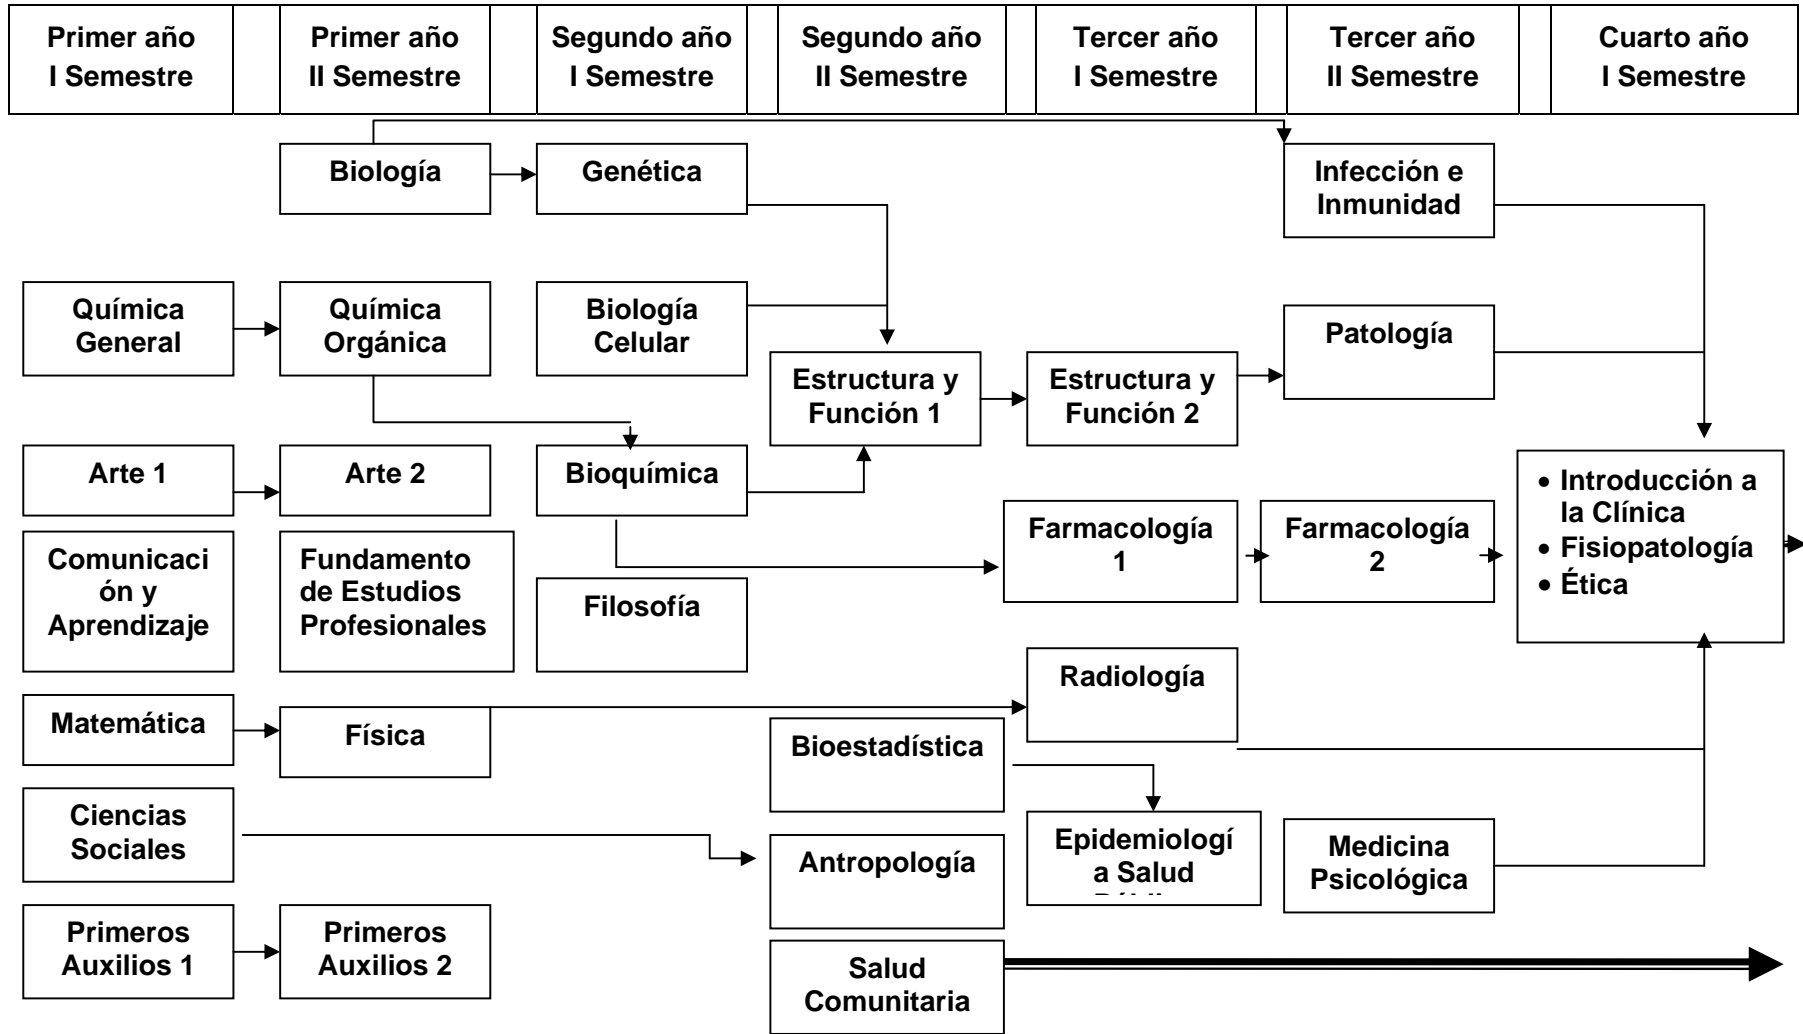 Primer año
I Semestre
Primer año
II Semestre
Segundo año
I Semestre
Segundo año
II Semestre
Tercer año
I Semestre
Tercer año
II Semestre
Cuarto año
I Semestre
Biología
Genética
Infección e
Inmunidad
Química
General
Química
Orgánica
Biología
Celular
Patología
Estructura y
Función 1
Estructura y
Función 2
Arte 1
Arte 2
Bioquímica
• Introducción a
la Clínica
• Fisiopatología
• Ética
Farmacología
1
Farmacología
2
Comunicaci
ón y
Aprendizaje
Fundamento
de Estudios
Profesionales
Filosofía
Radiología
Matemática
Física
Bioestadística
Ciencias
Sociales
Antropología
Epidemiologí
a Salud
Medicina
Psicológica
Primeros
Auxilios 1
Primeros
Auxilios 2
Salud
Comunitaria